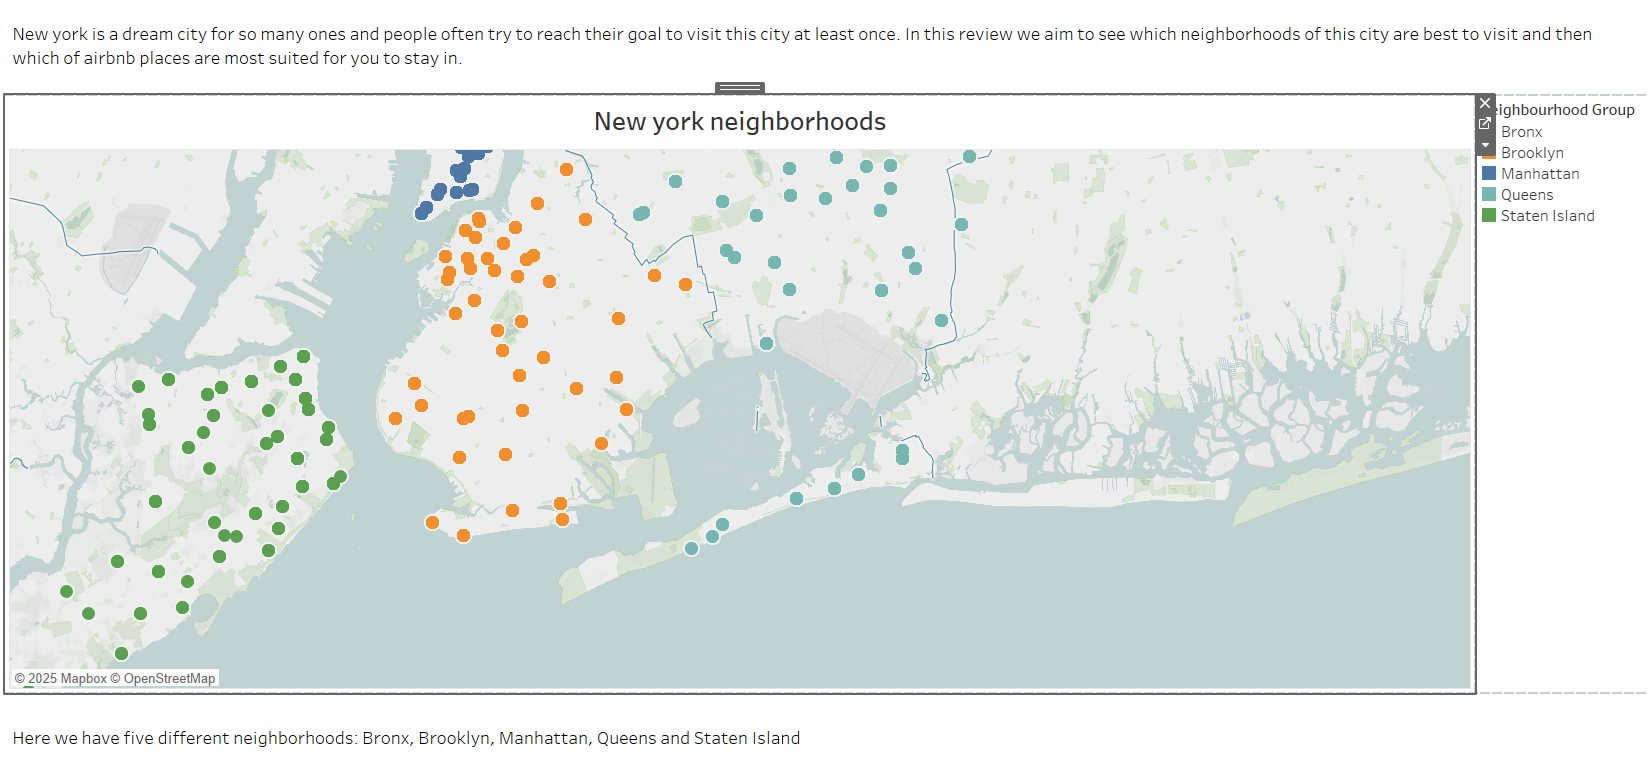 New york is a dream city for so many ones and people often try to reach their goal to visit this city at least once. In this review we aim to see which neighborhoods of this city are best to visit and then
which of airbnb places are most suited for you to stay in.
New york neighborhoods
eighbourhood Group
Bronx
Brooklyn
Manhattan
Queens
Staten Island
© 2025 Mapbox © OpenStreetMap
Here we have five different neighborhoods: Bronx, Brooklyn, Manhattan, Queens and Staten Island